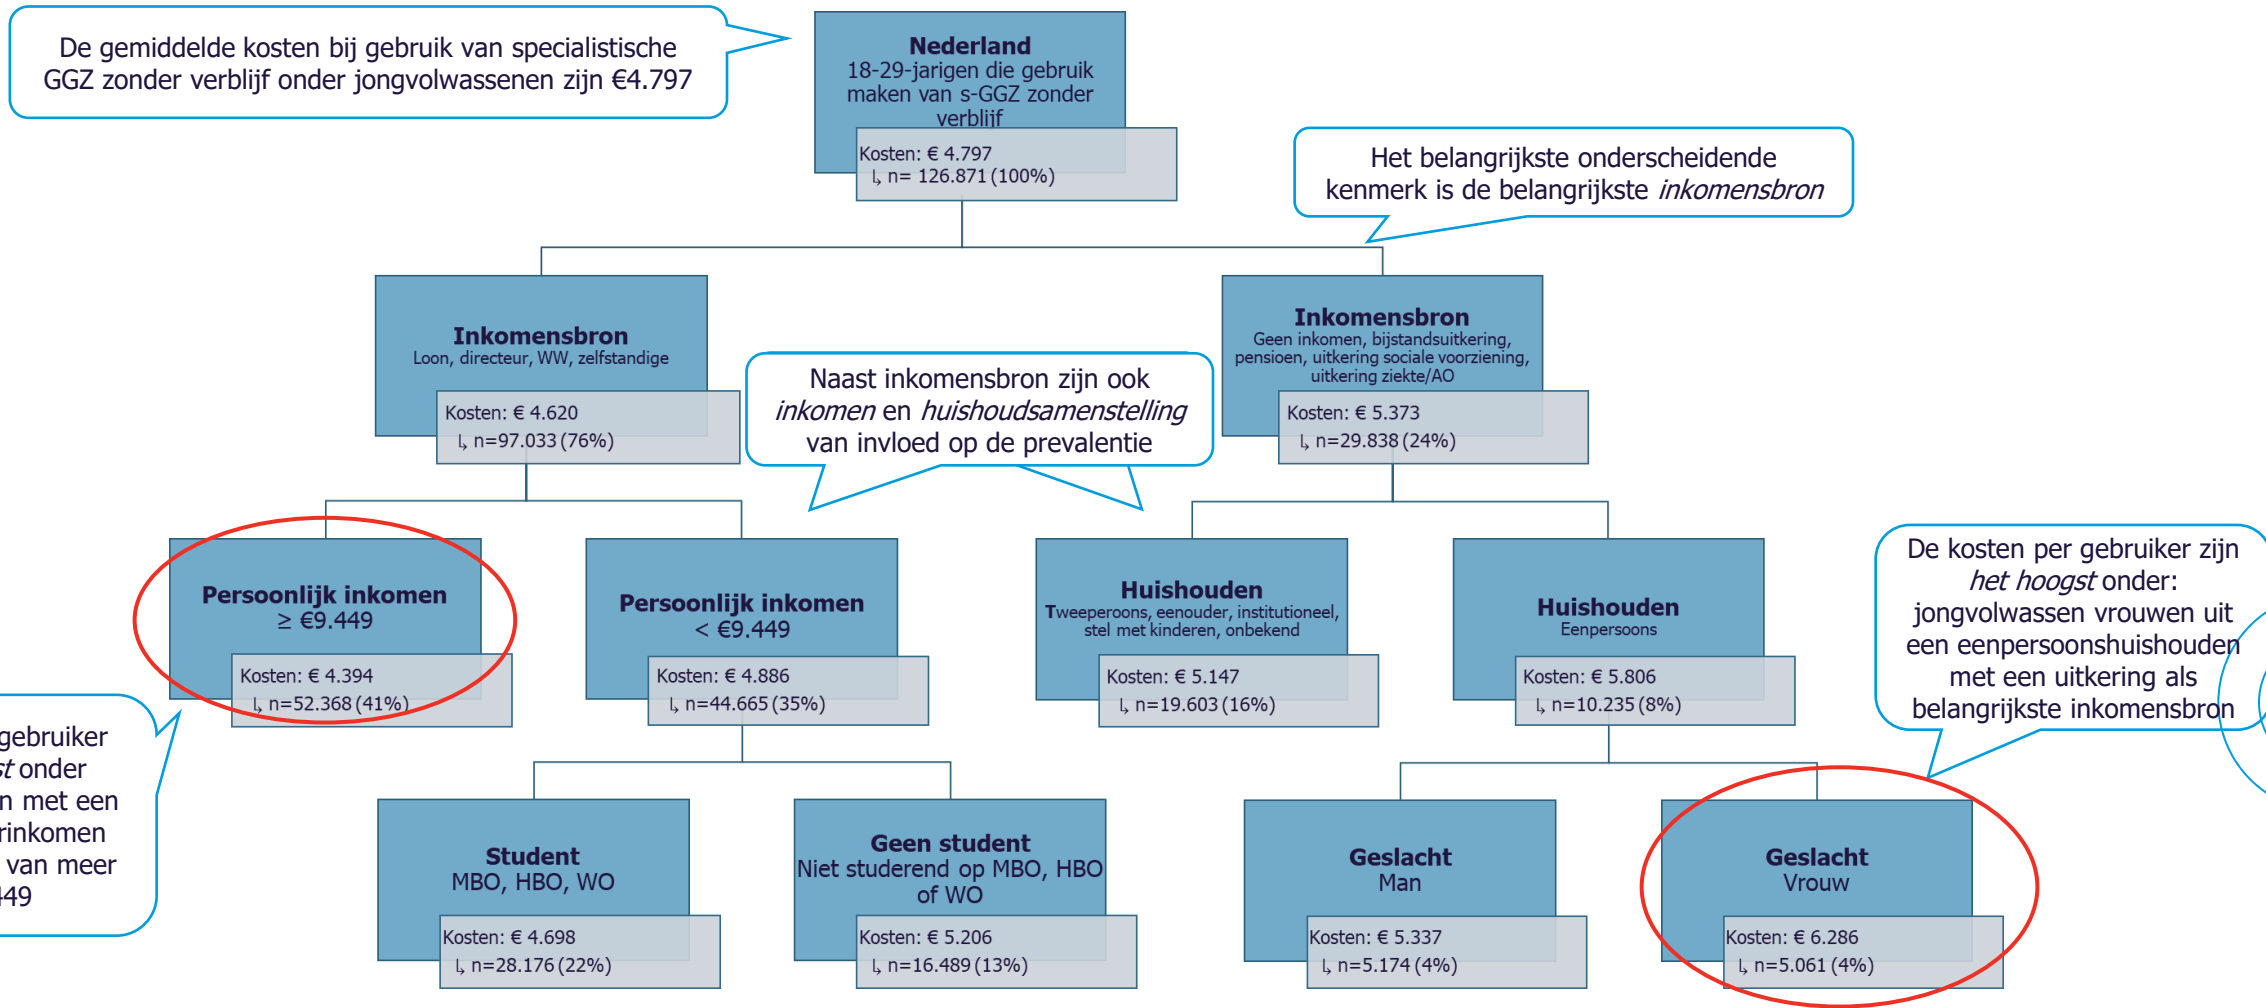 De gemiddelde kosten bij gebruik van specialistische
GGZ zonder verblijf onder jongvolwassenen zijn €4.797
Nederland
18-29-jarigen die gebruik
maken van s-GGZ zonder
verblijf
Kosten: € 4.797
↳ n= 126.871 (100%)
Het belangrijkste onderscheidende
kenmerk is de belangrijkste inkomensbron
Inkomensbron
Loon, directeur, WW, zelfstandige
Kosten: € 4.620
↳ n=97.033 (76%)
Naast inkomensbron zijn ook
inkomen en huishoudsamenstelling
van invloed op de prevalentie
Inkomensbron
Geen inkomen, bijstandsuitkering,
pensioen, uitkering sociale voorziening,
uitkering ziekte/AO
Kosten: € 5.373
↳ n=29.838 (24%)
Persoonlijk inkomen
≥ €9.449
Kosten: € 4.394
↳ n=52.368 (41%)
Persoonlijk inkomen
< €9.449
Kosten: € 4.886
↳ n=44.665 (35%)
Huishouden
Tweeperoons, eenouder, institutioneel,
stel met kinderen, onbekend
Kosten: € 5.147
↳ n=19.603 (16%)
Huishouden
Eenpersoons
Kosten: € 5.806
↳ n=10.235 (8%)
De kosten per gebruiker zijn
het hoogst onder:
jongvolwassen vrouwen uit
een eenpersoonshuishouden
met een uitkering als
belangrijkste inkomensbron
gebruiker
onder
met een
van meer
Student
MBO, HBO, WO
Kosten: € 4.698
↳ n=28.176 (22%)
Geen student
Niet studerend op MBO, HBO
of WO
Kosten: € 5.206
↳ n=16.489 (13%)
Geslacht
Man
Kosten: € 5.337
↳ n=5.174 (4%)
Geslacht
Vrouw
Kosten: € 6.286
↳ n=5.061 (4%)